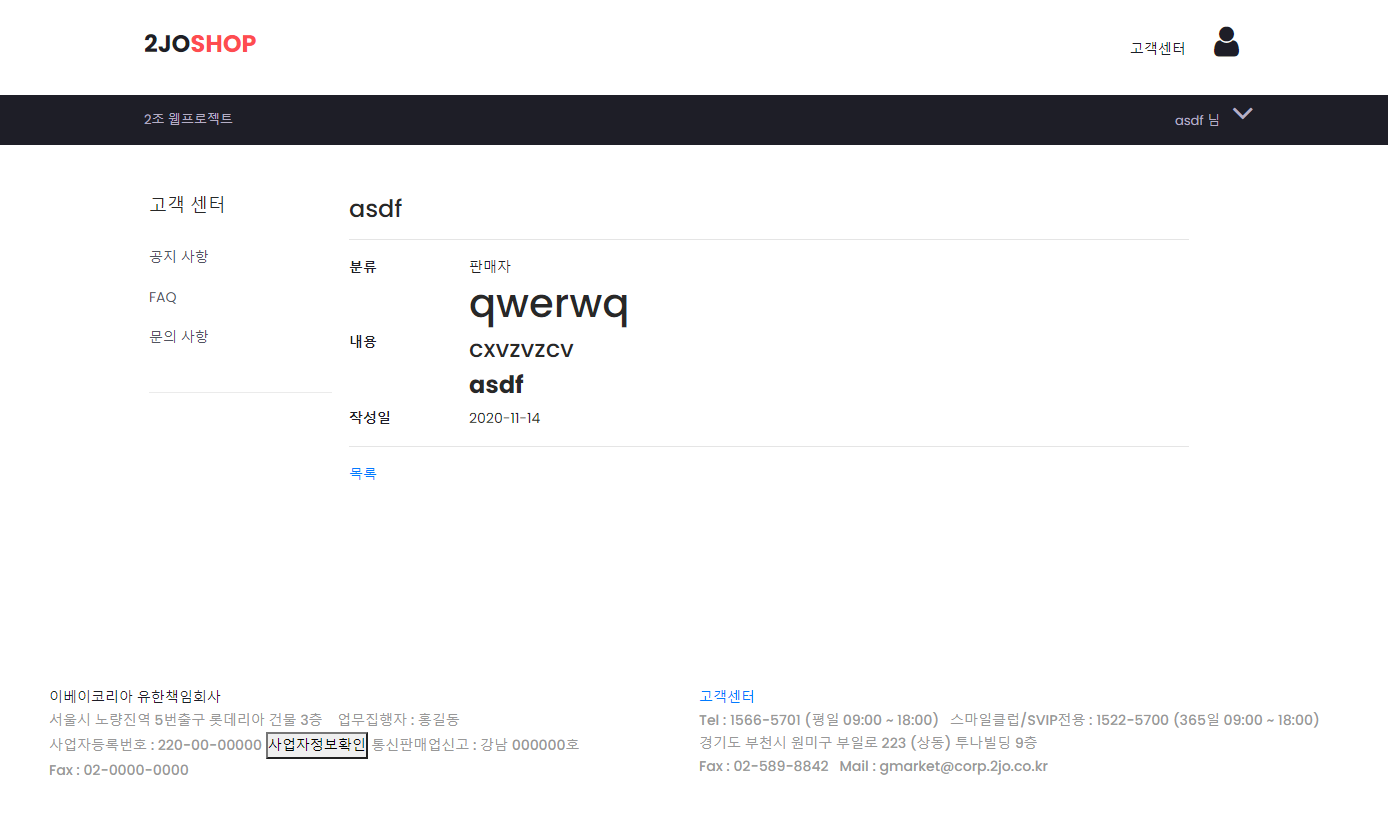 2JOSHOP
고객센터
2조 웹프로젝트
asdf 님
고객 센터
공지 사항
FAQ
문의 사항
asdf
분류 판매자
내용
qwerwq
CXVZVZCV
asdf
작성일 2020-11-14
목록
이베이코리아 유한책임회사
서울시 노량진역 5번출구 롯데리아 건물 3층 업무집행자 : 홍길동
사업자등록번호 : 220-00-00000 사업자정보확인 통신판매업신고 : 강남 000000호
Fax : 02-0000-0000
고객센터
Tel : 1566-5701 (평일 09:00 ~ 18:00) 스마일클럽/SVIP전용 : 1522-5700 (365일 09:00 ~ 18:00)
경기도 부천시 원미구 부일로 223 (상동) 투나빌딩 9층
Fax : 02-589-8842 Mail : gmarket@corp.2jo.co.kr